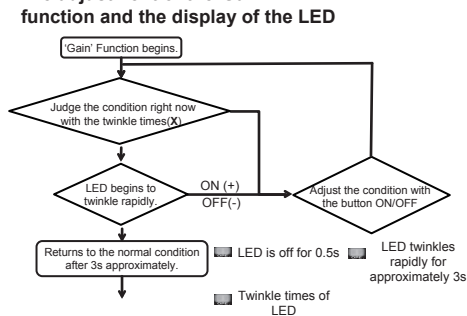 function and the display of the LED
'Gain' Function begins.
Judge the condition right now
with the twinkle times(X)
LED begins to
twinkle rapidly.
ON (+)
OFF(-)
Adjust the condition with
the button ON/OFF
Returns to the normal condition
after 3s approximately.
LED is off for 0.5s
LED twinkles
rapidly for
approximately 3s
Twinkle times of
LED